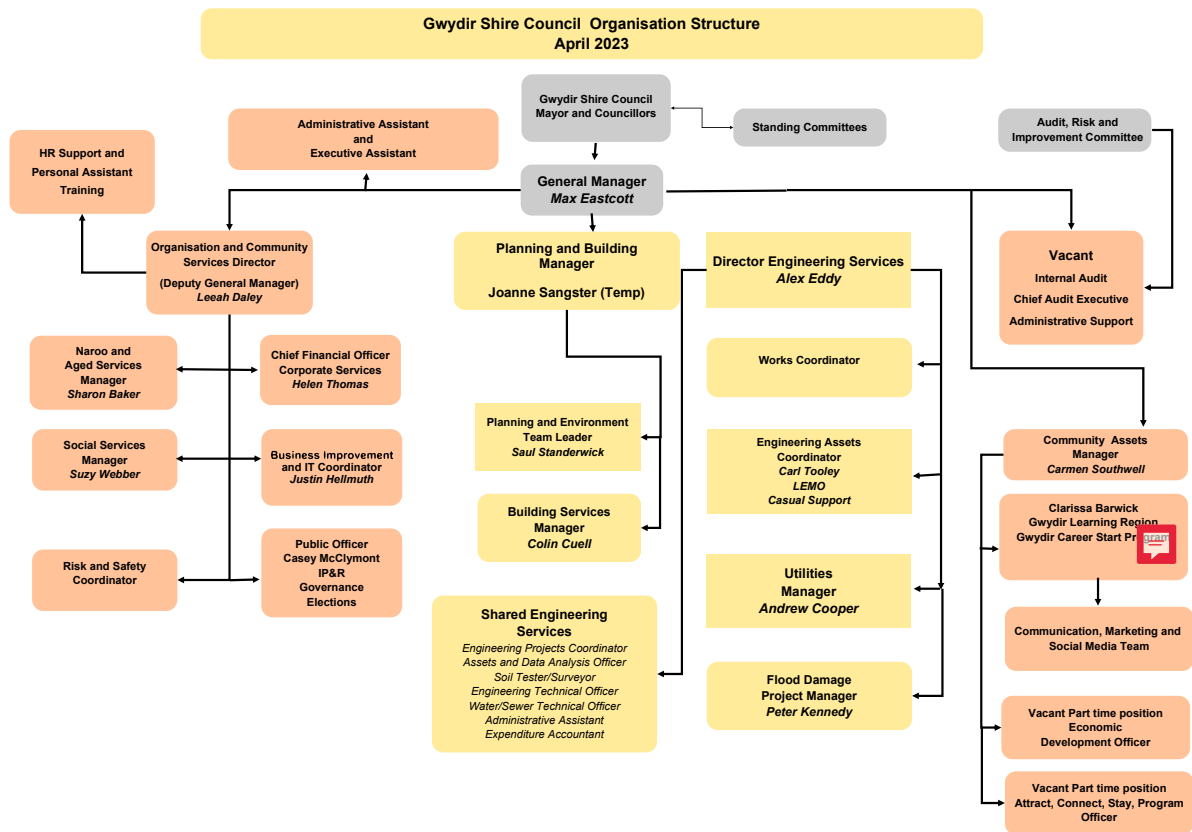 Gwydir Shire Council Organisation Structure
April 2023
Gwydir Shire Council
Mayor and Councillors
Standing Committees
Audit, Risk and
Improvement Committee
Administrative Assistant
and
Executive Assistant
HR Support and
Personal Assistant
Training
General Manager
Max Eastcott
Organisation and Community
Services Director
(Deputy General Manager)
Leeah Daley
Planning and Building
Manager
Joanne Sangster (Temp)
Director Engineering Services
Alex Eddy
Vacant
Internal Audit
Chief Audit Executive
Administrative Support
Naroo and
Aged Services
Manager
Sharon Baker
Chief Financial Officer
Corporate Services
Helen Thomas
Social Services
Manager
Suzy Webber
Business Improvement
and IT Coordinator
Justin Hellmuth
Risk and Safety
Coordinator
Public Officer
Casey McClymont
IP&R
Governance
Elections
Planning and Environment
Team Leader
Saul Standerwick
Building Services
Manager
Colin Cuell
Shared Engineering
Services
Engineering Projects Coordinator
Assets and Data Analysis Officer
Soil Tester/Surveyor
Engineering Technical Officer
Water/Sewer Technical Officer
Administrative Assistant
Expenditure Accountant
Works Coordinator
Engineering Assets
Coordinator
Carl Tooley
LEMO
Casual Support
Utilities
Manager
Andrew Cooper
Flood Damage
Project Manager
Peter Kennedy
Community Assets
Manager
Carmen Southwell
Clarissa Barwick
Gwydir Learning Region
Gwydir Career Start Program
Communication, Marketing and
Social Media Team
Vacant Part time position
Economic
Development Officer
Vacant Part time position
Attract, Connect, Stay, Program
Officer